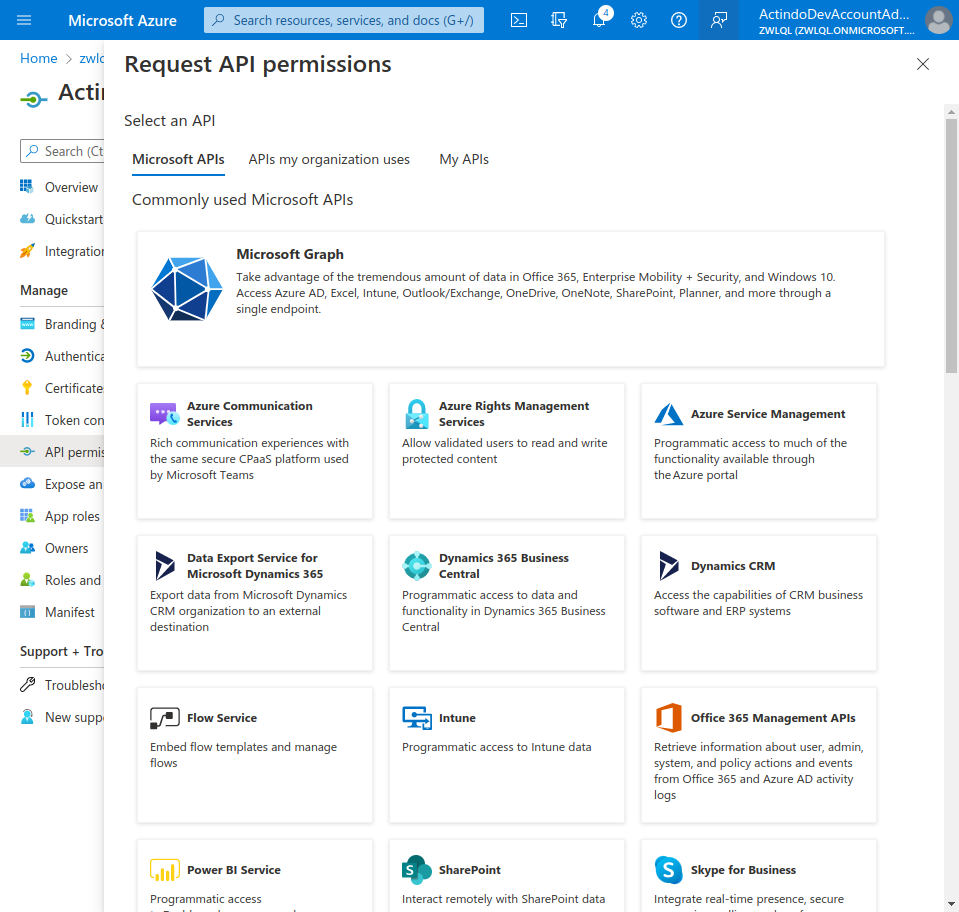 Microsoft Azure
Search resources, services, and docs (G+/)
4
ActindoDevAccountAd...
ZWLQL (ZWLQL.ONMICROSOFT....
Home > zwlc
Actin
Search (Ct
Overview
Quickstart
Integration
Manage
Branding &
Authentica
Certificates
Token con
API permis
Expose an
App roles
Owners
Roles and
Manifest
Support + Tro
Troublesho
New suppo
Request API permissions
Select an API
Microsoft APIs
APIs my organization uses
My APIs
Commonly used Microsoft APIs
Microsoft Graph
Take advantage of the tremendous amount of data in Office 365, Enterprise Mobility + Security, and Windows 10.
Access Azure AD, Excel, Intune, Outlook/Exchange, OneDrive, OneNote, SharePoint, Planner, and more through a
single endpoint.
Azure Communication
Services
Rich communication experiences with
the same secure CPaaS platform used
by Microsoft Teams
Azure Rights Management
Services
Allow validated users to read and write
protected content
Azure Service Management
Programmatic access to much of the
functionality available through
the Azure portal
Data Export Service for
Microsoft Dynamics 365
Export data from Microsoft Dynamics
CRM organization to an external
destination
Dynamics 365 Business
Central
Programmatic access to data and
functionality in Dynamics 365 Business
Central
Dynamics CRM
Access the capabilities of CRM business
software and ERP systems
Flow Service
Embed flow templates and manage
flows
Intune
Programmatic access to Intune data
Office 365 Management APIs
Retrieve information about user, admin,
system, and policy actions and events
from Office 365 and Azure AD activity
logs
Power BI Service
Programmatic access
SharePoint
Interact remotely with SharePoint data
Skype for Business
Integrate real-time presence, secure